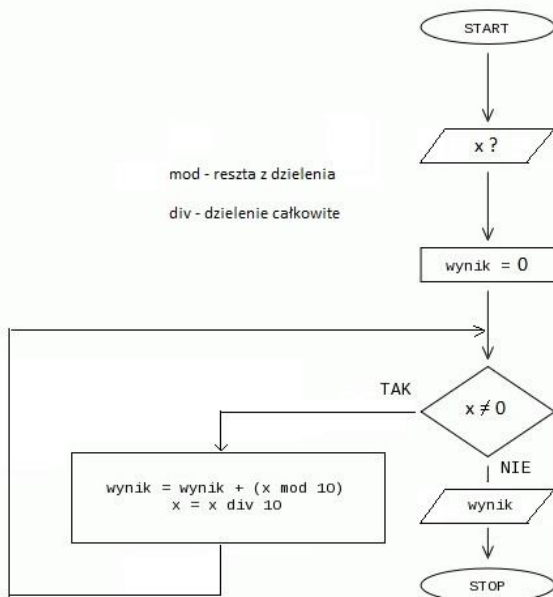 START
x ?
mod - reszta z dzielenia
div - dzielenie całkowite
wynik = 0
TAK
x ≠ 0
NIE
wynik = wynik + (x mod 10)
x = x div 10
wynik
STOP